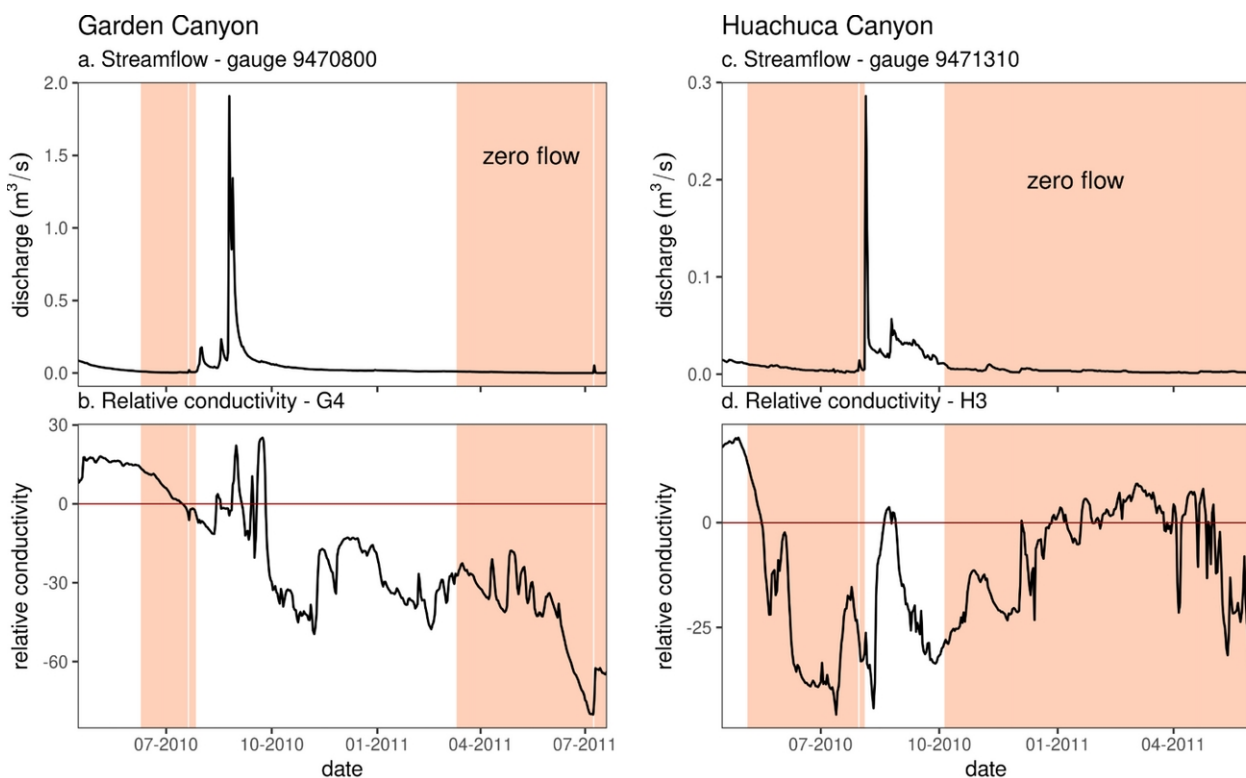 Garden Canyon
a. Streamflow - gauge 9470800
2.0
1.5
1.0
0.5
0.0
discharge (m³/s)
zero flow
b. Relative conductivity - G4
30
0
-30
-60
relative conductivity
07-2010 10-2010 01-2011 04-2011 07-2011
date
Huachuca Canyon
c. Streamflow - gauge 9471310
0.3
0.2
0.1
0.0
discharge (m³/s)
zero flow
d. Relative conductivity - H3
0
-25
relative conductivity
07-2010 10-2010 01-2011 04-2011
date